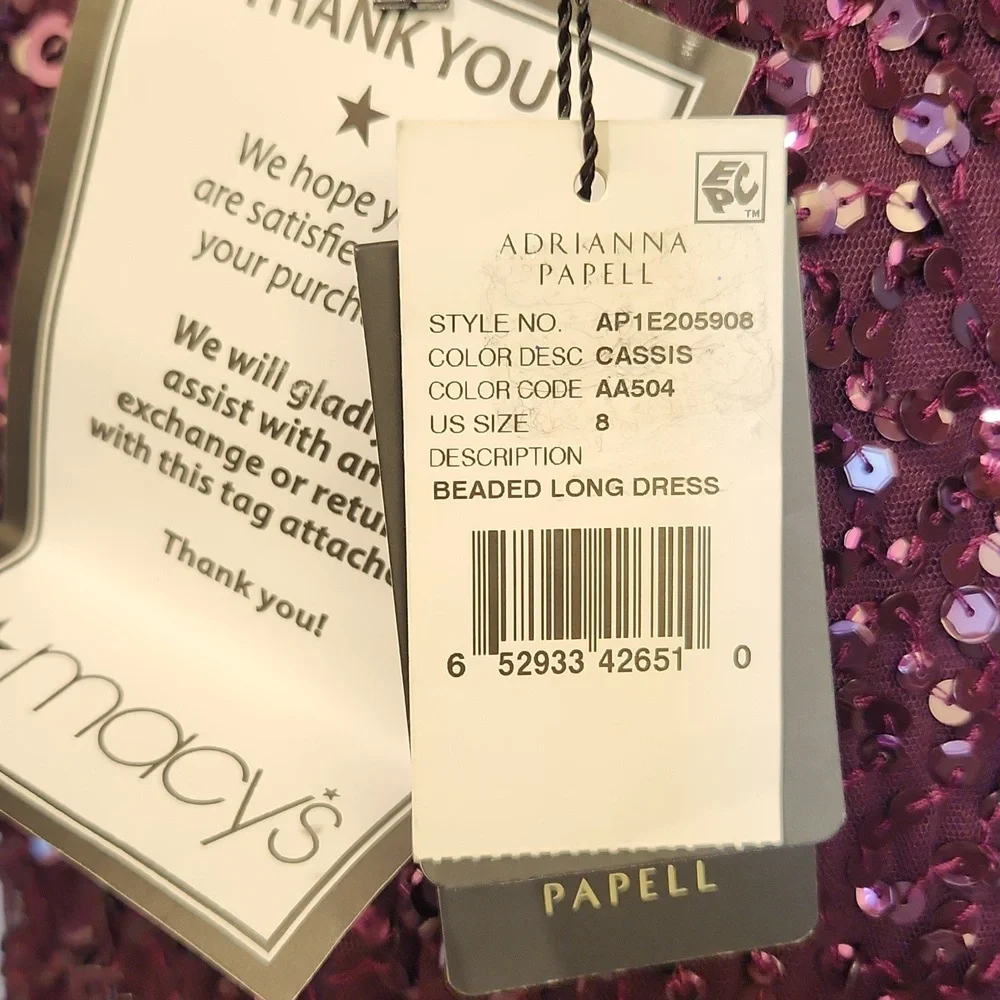 THANK YOU
We hope
are satisfie
your purch
We will gladl
assist with an
exchange or retu
with this tag attach
Thank you!
macy's
EPC
TM
ADRIANNA
PAPELL
STYLE NO. AP1E205908
COLOR DESC CASSIS
COLOR CODE AA504
US SIZE 8
DESCRIPTION
BEADED LONG DRESS
6 52933 42651 0
PAPELL